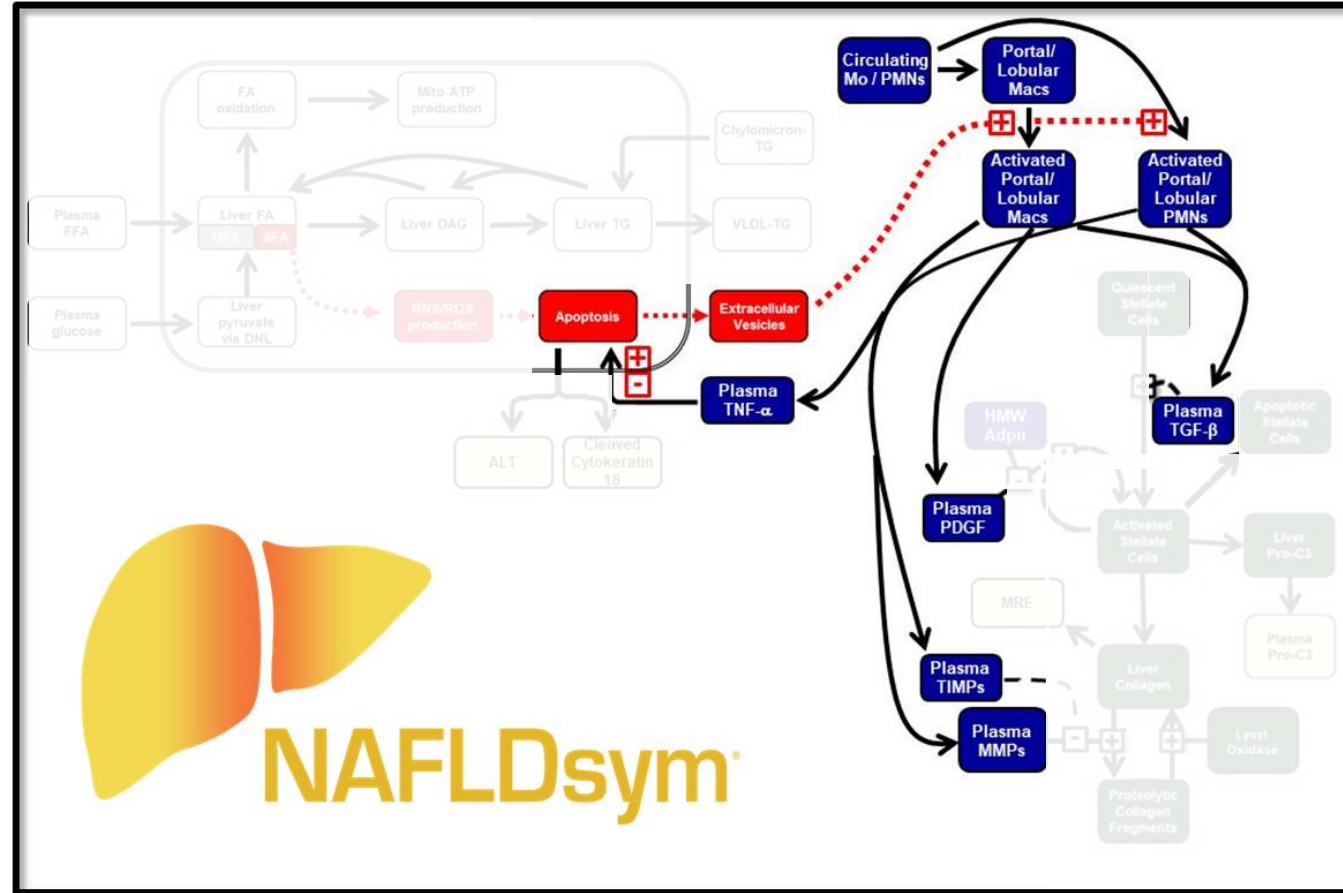 Circulating
Mo / PMNs
Portal/
Lobular
Macs
FA
oxidation
Mito ATP
production
+
+
Chylomicron-
TG
Activated
Portal/
Lobular
Macs
Activated
Portal/
Lobular
PMNs
Plasma
FFA
Liver FA
UFA
SFA
Liver DAG
Liver TG
VLDL-TG
Plasma
glucose
Liver
pyruvate
via DNL
RNS/ROS
production
Apoptosis
Extracellular
Vesicles
Quiescent
Stellate
Cells
+
-
Plasma
TNF-α
+
Plasma
TGF-β
Apoptotic
Stellate
Cells
HMW
Adpn
+
-
ALT
Cleaved
Cytokeratin
18
Plasma
PDGF
Activated
Stellate
Cells
Liver
Pro-C3
MRE
Plasma
Pro-C3
Plasma
TIMPs
Liver
Collagen
Plasma
MMPs
-
+
+
Lysyl
Oxidase
Proteolytic
Collagen
Fragments
NAFLDsym®